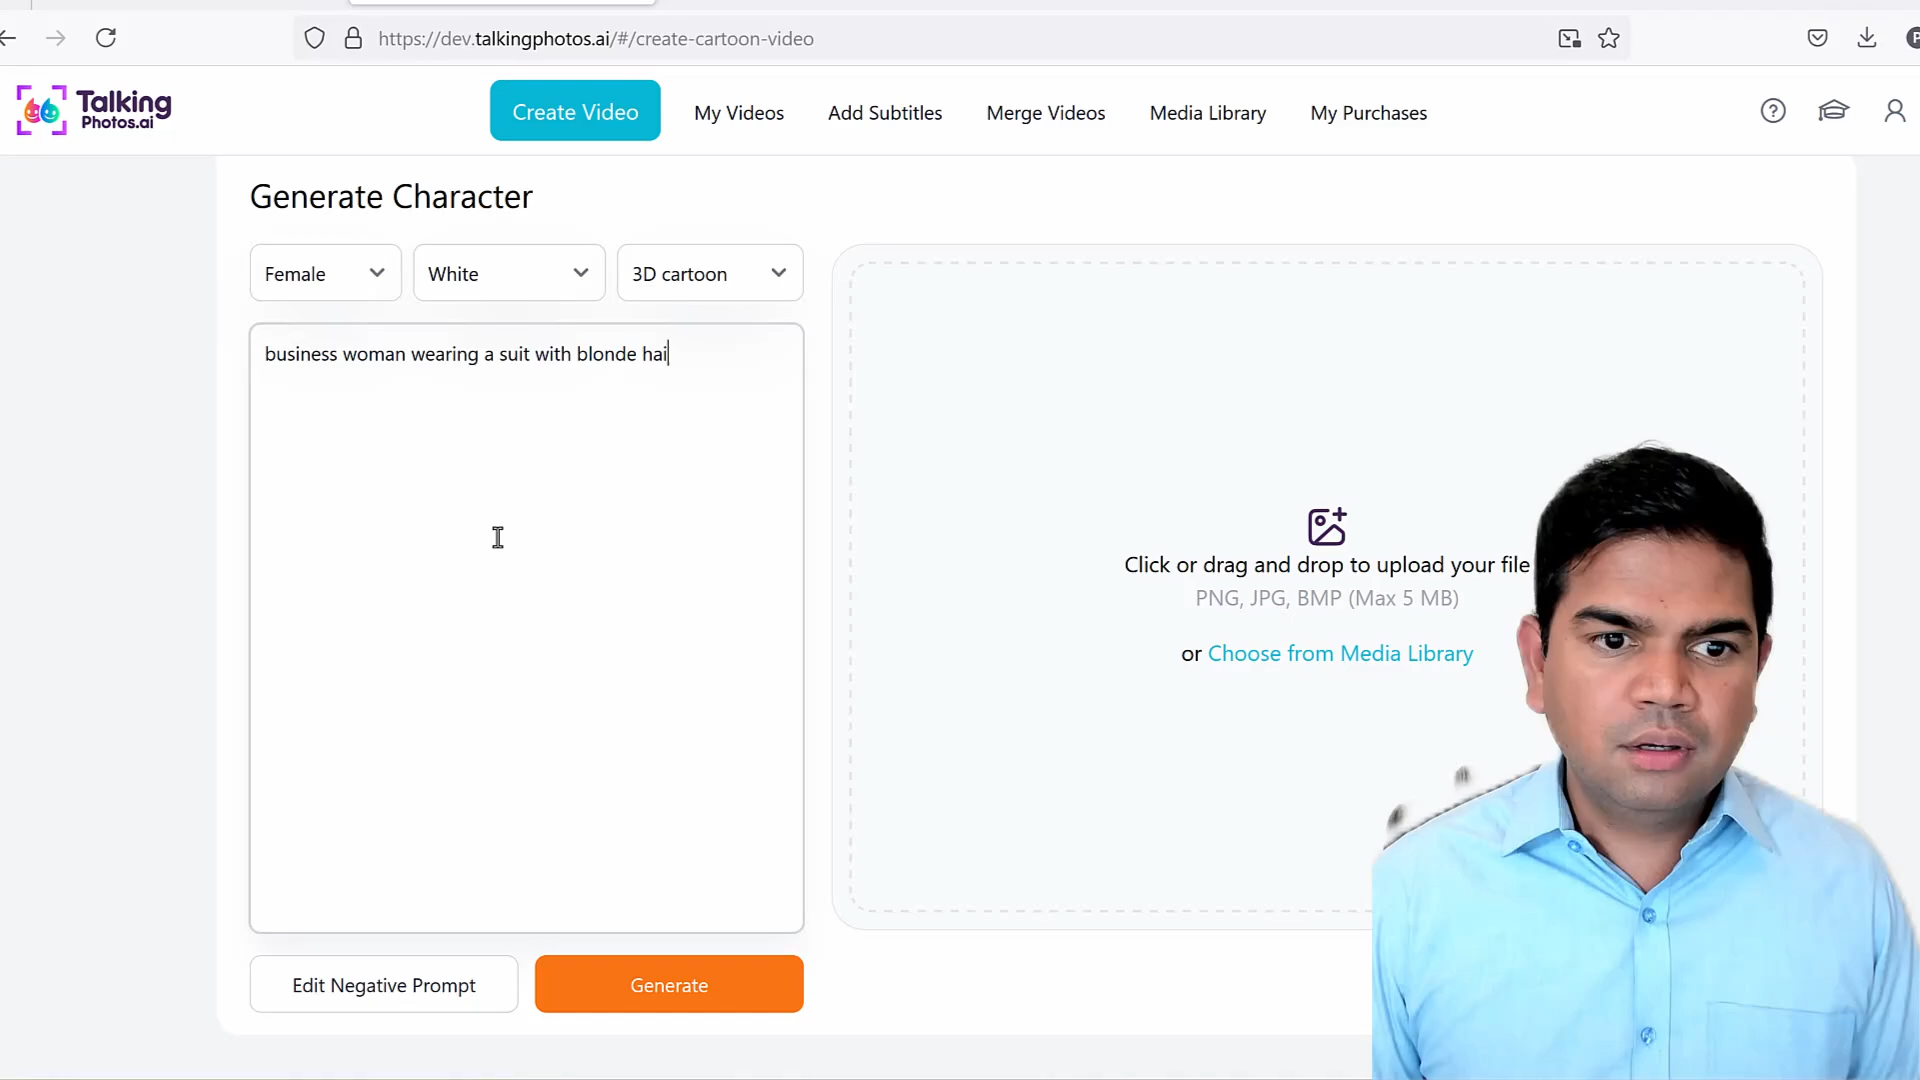 https://dev.talkingphotos.ai/#/create-cartoon-video
Talking
Photos.ai
Create Video
My Videos
Add Subtitles
Merge Videos
Media Library
My Purchases
Generate Character
Female
White
3D cartoon
business woman wearing a suit with blonde hai
Click or drag and drop to upload your file
PNG, JPG, BMP (Max 5 MB)
or Choose from Media Library
Edit Negative Prompt
Generate